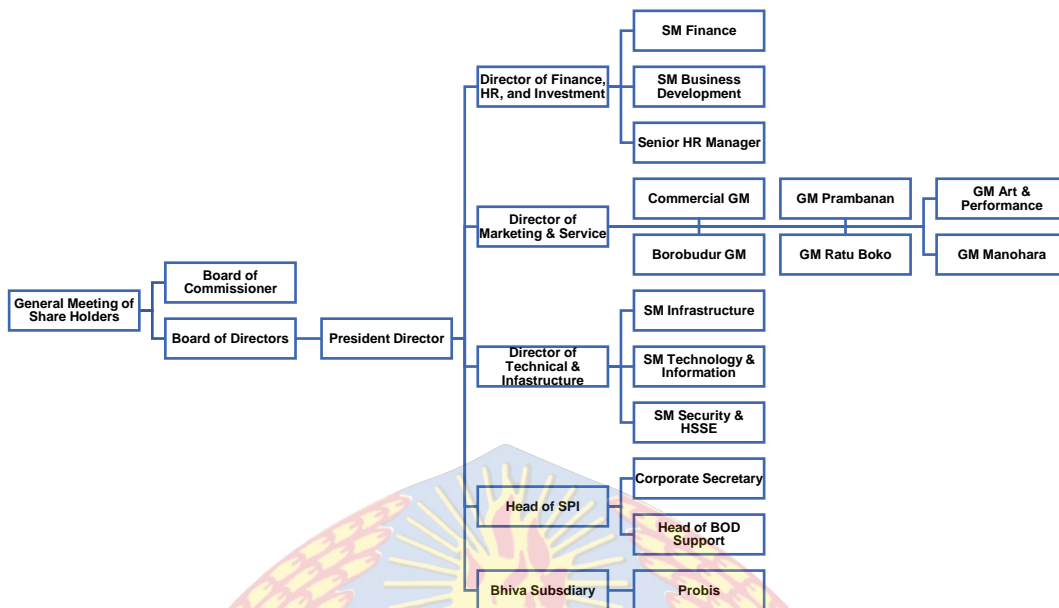 General Meeting of
Share Holders
Board of
Commissioner
Board of Directors
President Director
Director of Finance,
HR, and Investment
SM Finance
SM Business
Development
Senior HR Manager
Director of
Marketing & Service
Commercial GM
Borobudur GM
GM Prambanan
GM Ratu Boko
GM Art &
Performance
GM Manohara
Director of
Technical &
Infastructure
SM Infrastructure
SM Technology &
Information
SM Security &
HSSE
Head of SPI
Corporate Secretary
Head of BOD
Support
Bhiva Subsdiary
Probis